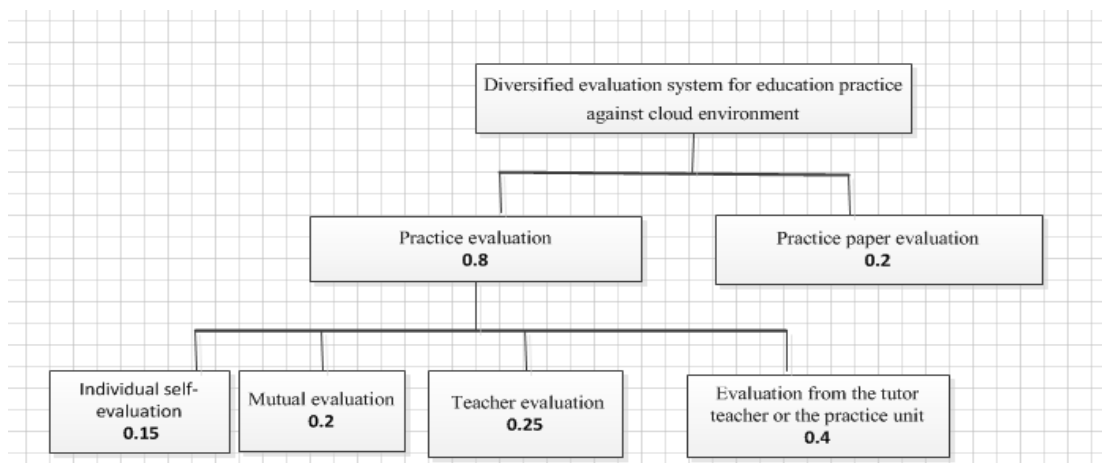 Diversified evaluation system for education practice
against cloud environment
Practice evaluation
0.8
Practice paper evaluation
0.2
Individual self-
evaluation
0.15
Mutual evaluation
0.2
Teacher evaluation
0.25
Evaluation from the tutor
teacher or the practice unit
0.4